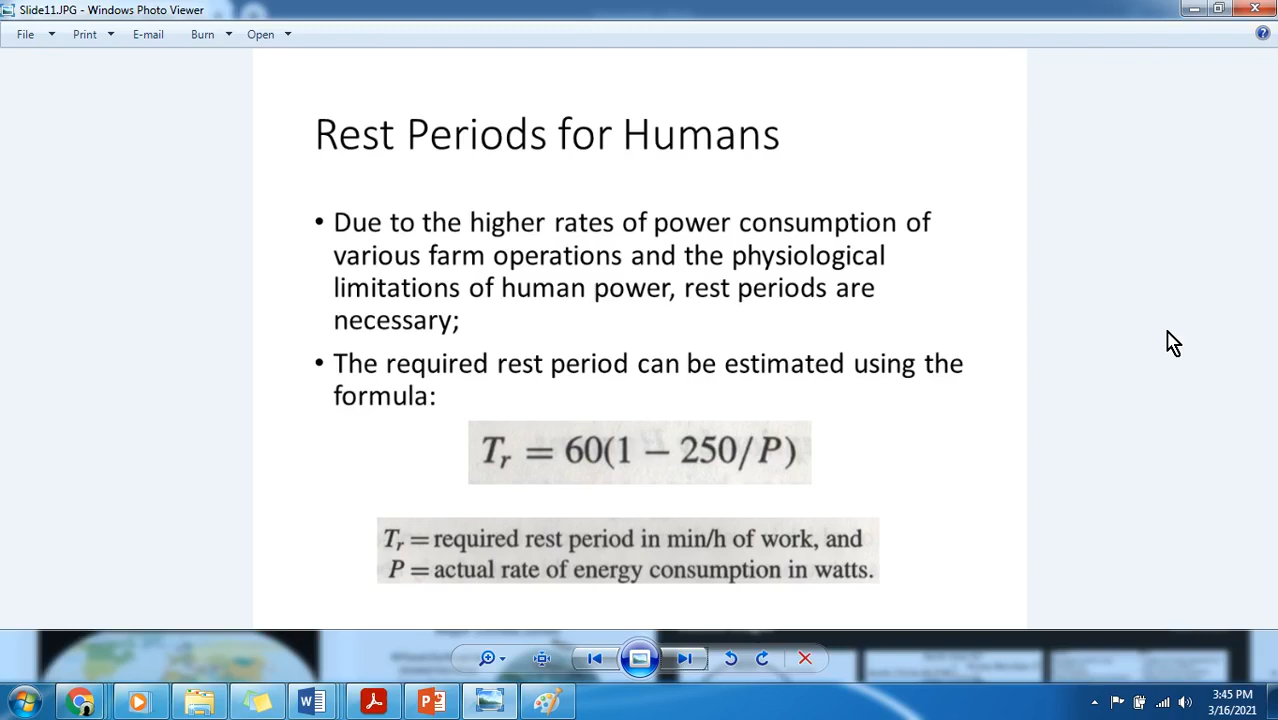 Slide11.JPG - Windows Photo Viewer
File Print E-mail Burn Open
Rest Periods for Humans
• Due to the higher rates of power consumption of
various farm operations and the physiological
limitations of human power, rest periods are
necessary;
• The required rest period can be estimated using the
formula:
Tr = 60(1 − 250/P)
Tr = required rest period in min/h of work, and
P = actual rate of energy consumption in watts.
3:45 PM
3/16/2021